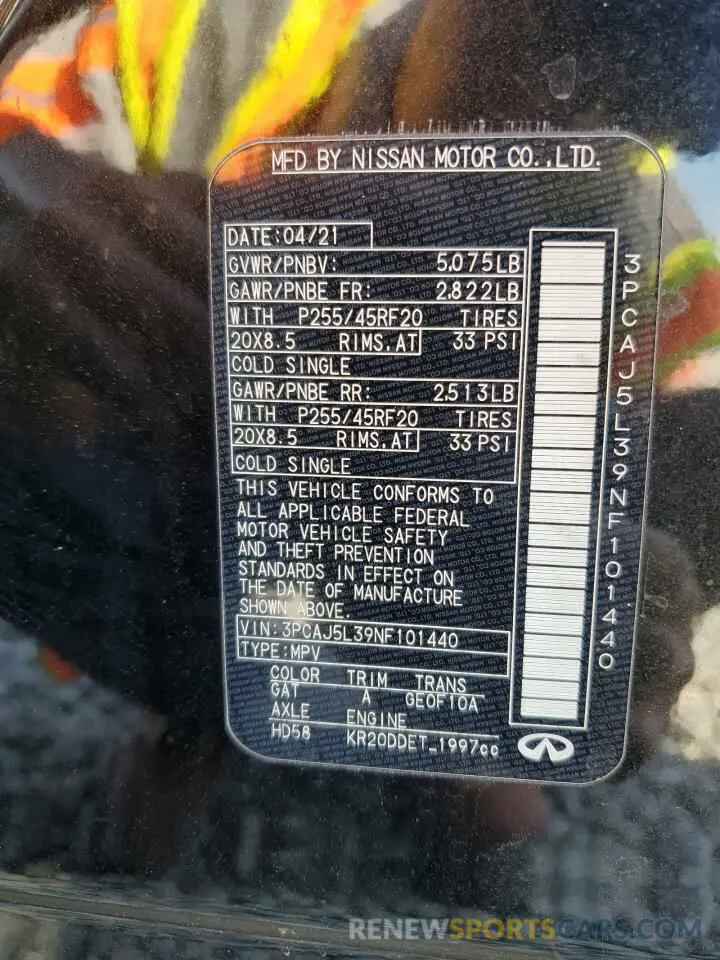 MFD BY NISSAN MOTOR CO.,LTD.
DATE:04/21
GVWR/PNBV: 5.075LB
GAWR/PNBE FR: 2.822LB
WITH P255/45RF20 TIRES
20X8.5 RIMS.AT 33 PSI
COLD SINGLE
GAWR/PNBE RR: 2.513LB
WITH P255/45RF20 TIRES
20X8.5 RIMS.AT 33 PSI
COLD SINGLE
THIS VEHICLE CONFORMS TO
ALL APPLICABLE FEDERAL
MOTOR VEHICLE SAFETY
AND THEFT PREVENTION
STANDARDS IN EFFECT ON
THE DATE OF MANUFACTURE
SHOWN ABOVE.
VIN:3PCAJ5L39NF101440
TYPE:MPV
COLOR TRIM TRANS
GAT A GE0F10A
AXLE ENGINE
HD58 KR20DDET_1997cc
3PCAJ5L39NF101440
RENEWSPORTSCARS.COM